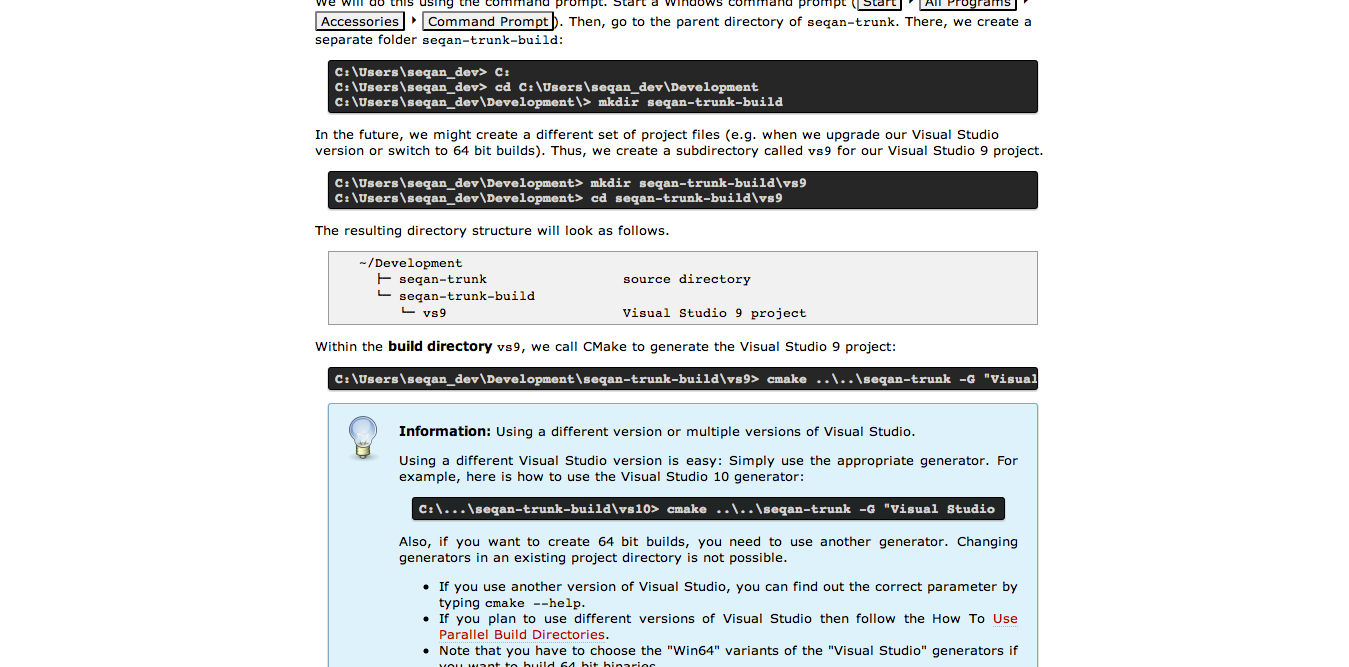 We will do this using the command prompt. Start a Windows command prompt (Start ‣ All Programs ‣
Accessories ‣ Command Prompt). Then, go to the parent directory of seqan-trunk. There, we create a
separate folder seqan-trunk-build:
C:\Users\seqan_dev> C:
C:\Users\seqan_dev> cd C:\Users\seqan_dev\Development
C:\Users\seqan_dev\Development\> mkdir seqan-trunk-build
In the future, we might create a different set of project files (e.g. when we upgrade our Visual Studio
version or switch to 64 bit builds). Thus, we create a subdirectory called vs9 for our Visual Studio 9 project.
C:\Users\seqan_dev\Development> mkdir seqan-trunk-build\vs9
C:\Users\seqan_dev\Development> cd seqan-trunk-build\vs9
The resulting directory structure will look as follows.
~/Development
├─ seqan-trunk source directory
└─ seqan-trunk-build
└─ vs9 Visual Studio 9 project
Within the build directory vs9, we call CMake to generate the Visual Studio 9 project:
C:\Users\seqan_dev\Development\seqan-trunk-build\vs9> cmake ..\..\seqan-trunk -G "Visual
Information: Using a different version or multiple versions of Visual Studio.
Using a different Visual Studio version is easy: Simply use the appropriate generator. For
example, here is how to use the Visual Studio 10 generator:
C:\...\seqan-trunk-build\vs10> cmake ..\..\seqan-trunk -G "Visual Studio
Also, if you want to create 64 bit builds, you need to use another generator. Changing
generators in an existing project directory is not possible.
• If you use another version of Visual Studio, you can find out the correct parameter by
typing cmake --help.
• If you plan to use different versions of Visual Studio then follow the How To Use
Parallel Build Directories.
• Note that you have to choose the "Win64" variants of the "Visual Studio" generators if
you want to build 64 bit binaries.